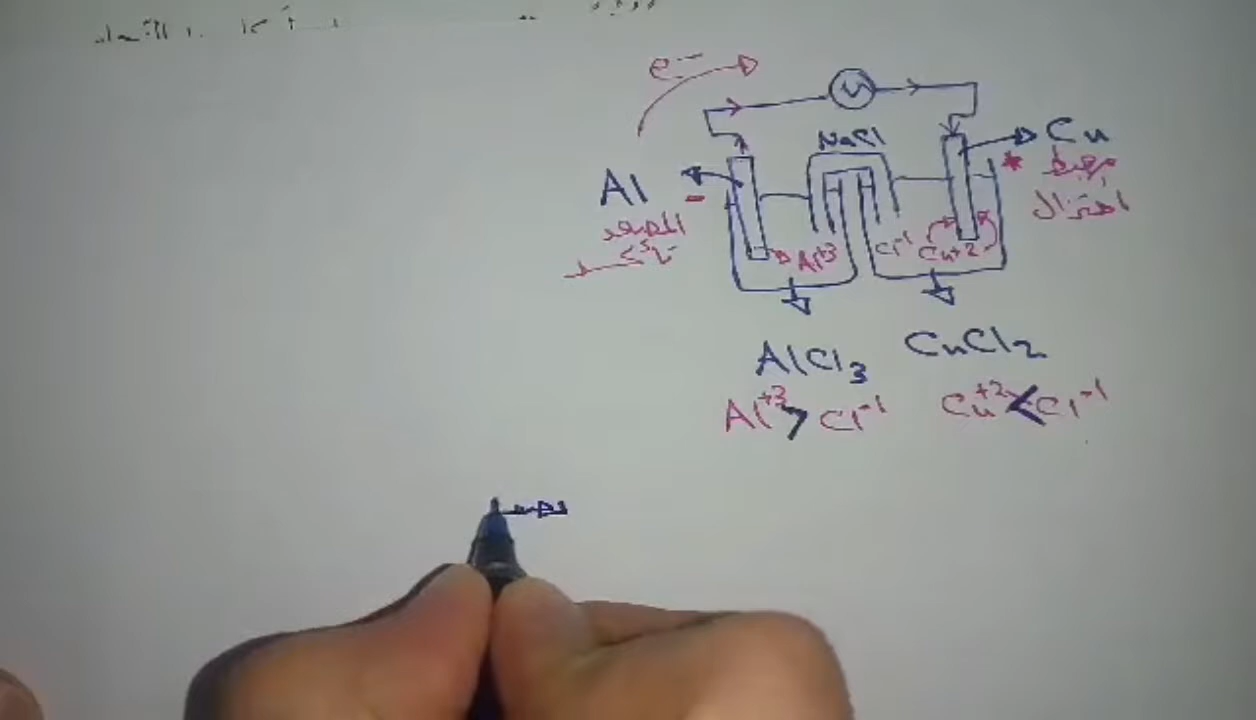 e-
V
NaCl
Al
Cu
-
+
المصعد
مهبط
تأكسد
اختزال
Al+3
Cl-1
Cu+2
AlCl3
CuCl2
Al+3 > Cl-1
Cu+2 < Cl-1